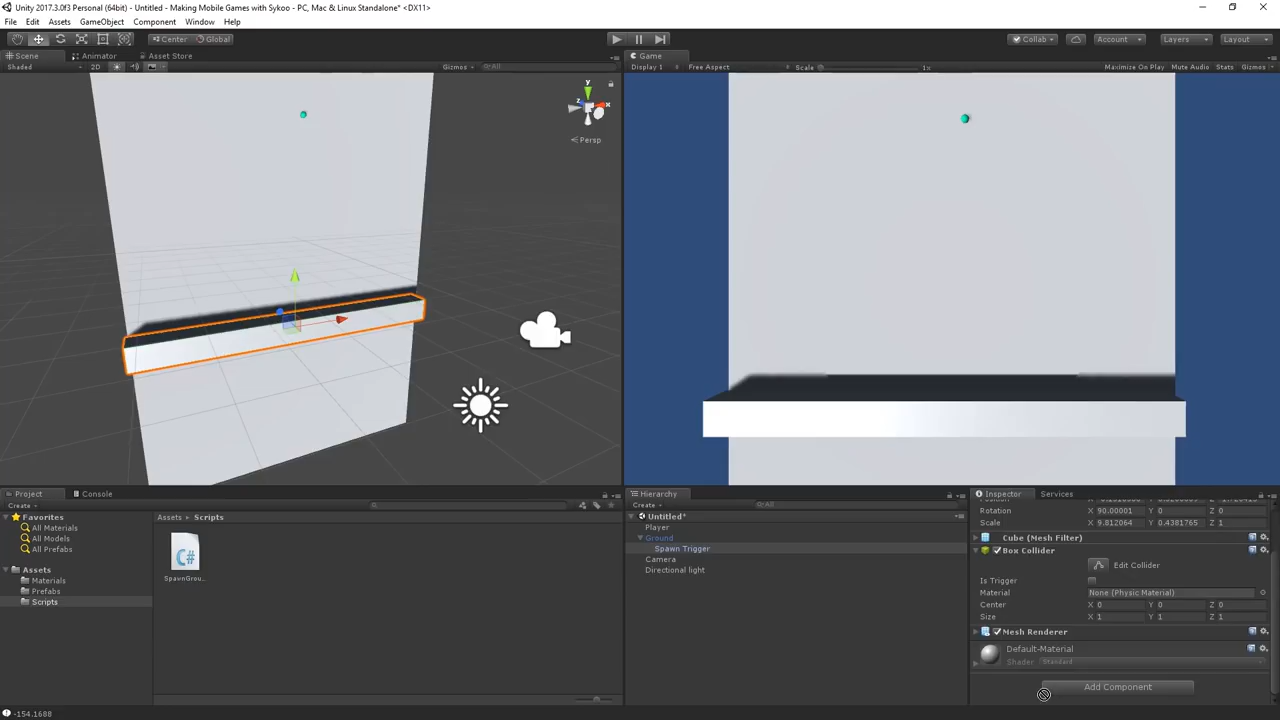 Unity 2017.3.0f3 Personal (64bit) - Untitled - Making Mobile Games with Sykoo - PC, Mac & Linux Standalone* <DX11>
File Edit Assets GameObject Component Window Help
Center Global Collab Account Layers Layout
Scene Animator Asset Store Game
Shaded 2D Gizmos All Display 1 Free Aspect Scale 1x Maximize On Play Mute Audio Stats Gizmos
y
z x
Persp
Project Console Hierarchy Inspector Services
Create Create All
Favorites
All Materials
All Models
All Prefabs
Assets
Materials
Prefabs
Scripts
Assets Scripts
C#
SpawnGrou...
Untitled*
Player
Ground
Spawn Trigger
Camera
Directional light
Rotation X 90.00001 Y 0 Z 0
Scale X 9.812064 Y 0.4381765 Z 1
Cube (Mesh Filter)
Box Collider
Edit Collider
Is Trigger
Material None (Physic Material)
Center X 0 Y 0 Z 0
Size X 1 Y 1 Z 1
Mesh Renderer
Default-Material
Shader Standard
Add Component
-154.1688